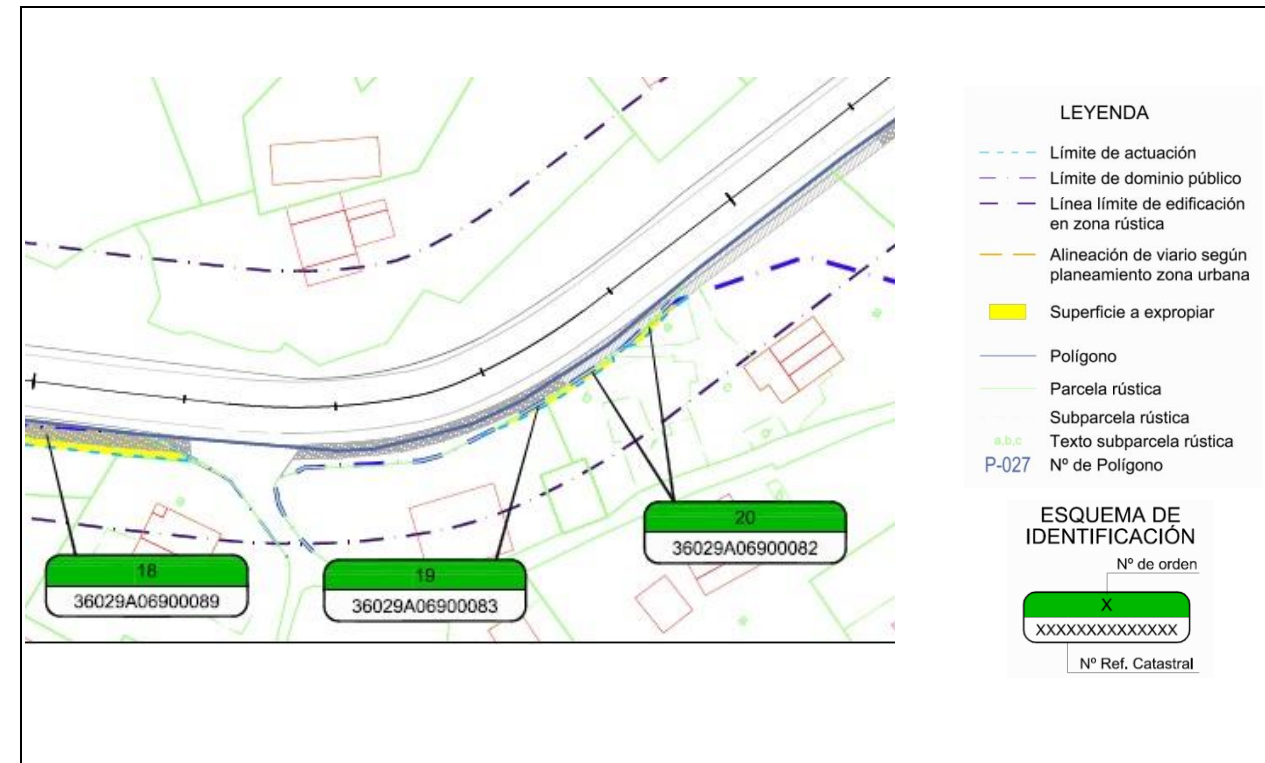 18
36029A06900089
19
36029A06900083
20
36029A06900082
LEYENDA
Límite de actuación
Límite de dominio público
Línea límite de edificación
en zona rústica
Alineación de viario según
planeamiento zona urbana
Superficie a expropiar
Polígono
Parcela rústica
Subparcela rústica
a,b,c Texto subparcela rústica
P-027 Nº de Polígono
ESQUEMA DE
IDENTIFICACIÓN
Nº de orden
X
XXXXXXXXXXXXXX
Nº Ref. Catastral